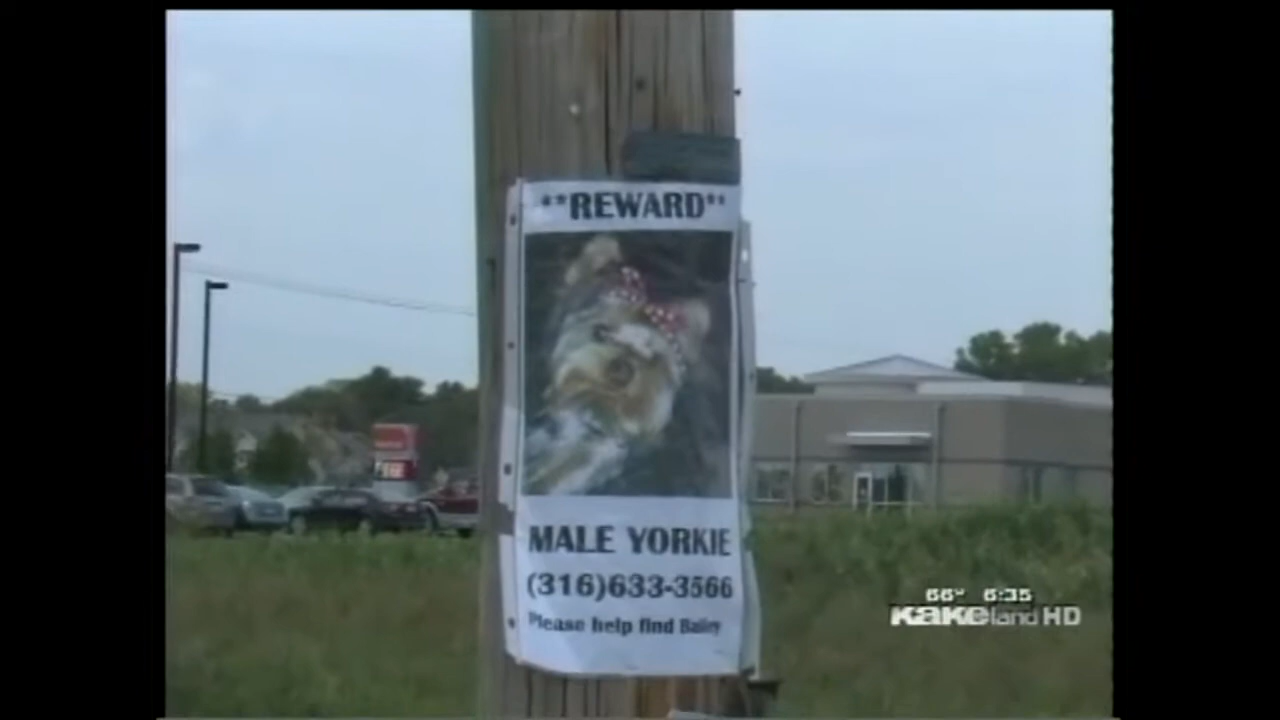 **REWARD**
MALE YORKIE
(316)633-3566
Please help find Bailey
66° 6:35
KAKEland HD